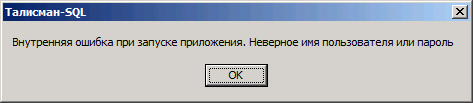 Талисман-SQL
Внутренняя ошибка при запуске приложения. Неверное имя пользователя или пароль
OK